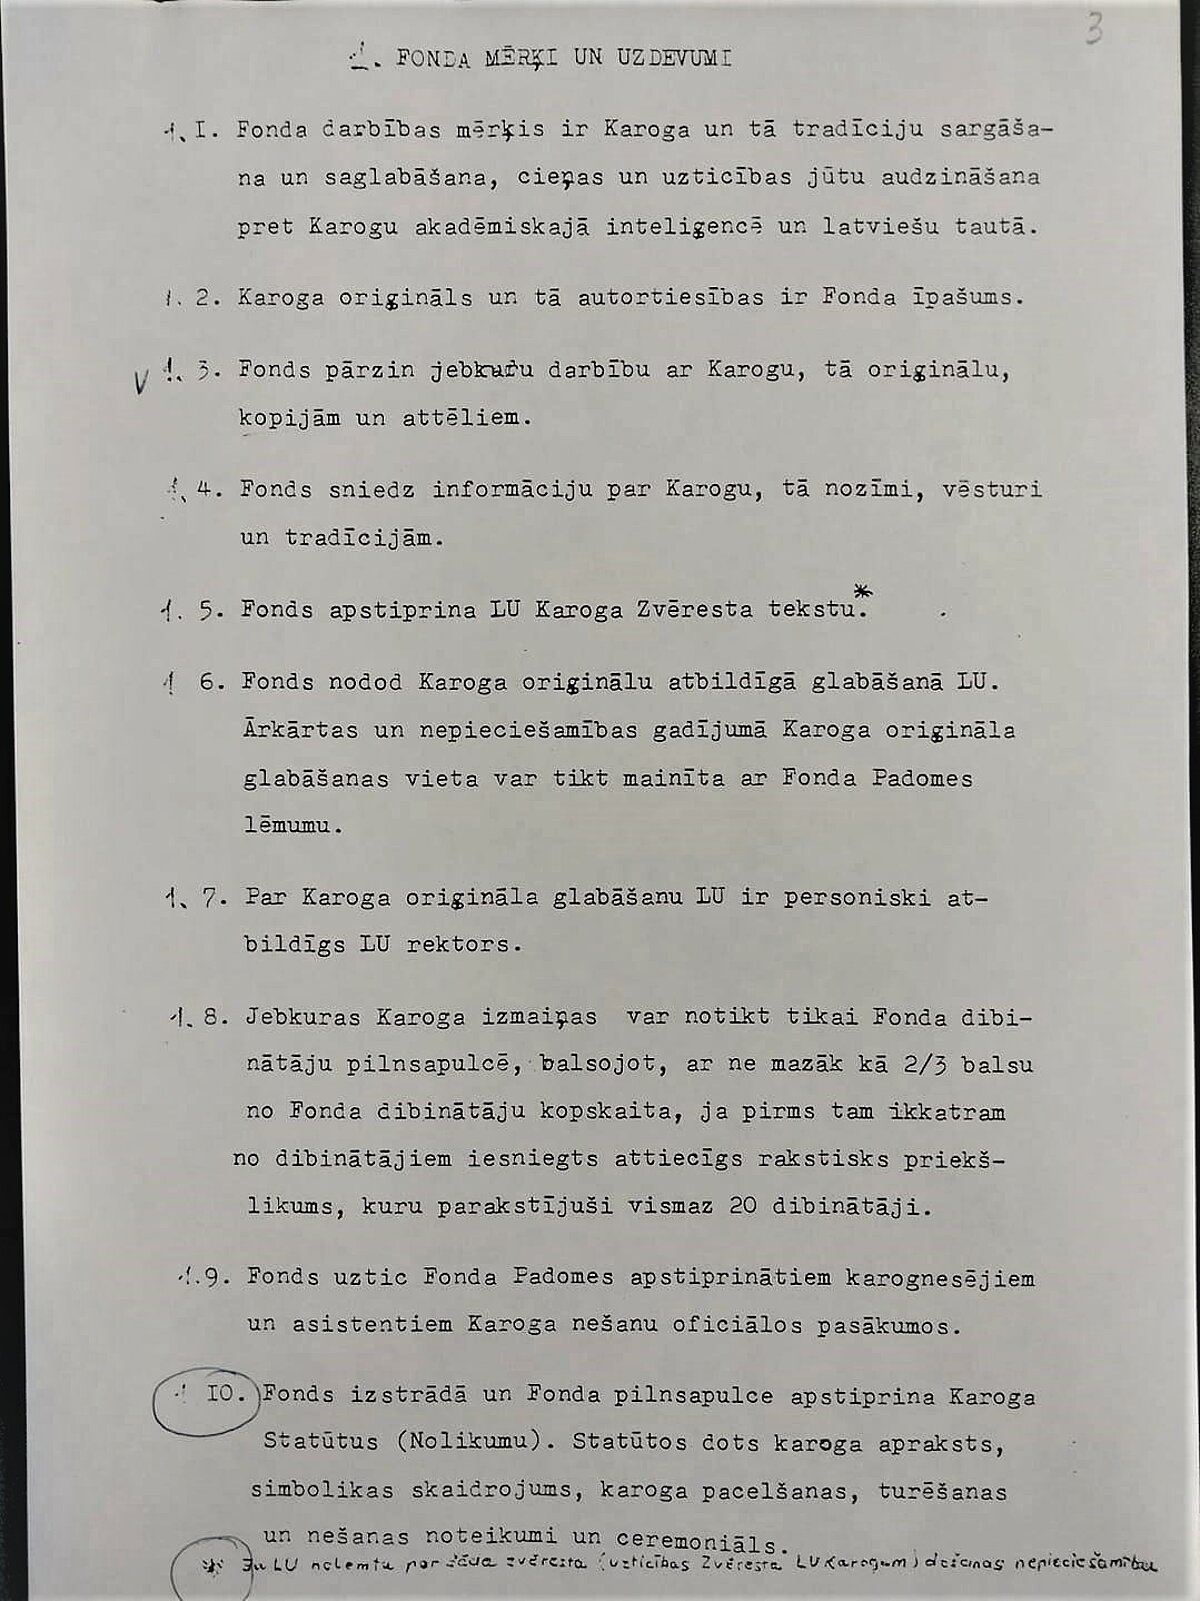 3
1. FONDA MĒRĶI UN UZDEVUMI
1. I. Fonda darbības mērķis ir Karoga un tā tradīciju sargāša-
na un saglabāšana, cieņas un uzticības jūtu audzināšana
pret Karogu akadēmiskajā inteliģencē un latviešu tautā.
1. 2. Karoga oriģināls un tā autortiesības ir Fonda īpašums.
V 1. 3. Fonds pārzin jebkuŗu darbību ar Karogu, tā oriģinālu,
kopijām un attēliem.
1. 4. Fonds sniedz informāciju par Karogu, tā nozīmi, vēsturi
un tradīcijām.
1. 5. Fonds apstiprina LU Karoga Zvēresta tekstu.*
1 6. Fonds nodod Karoga oriģinālu atbildīgā glabāšanā LU.
Ārkārtas un nepieciešamības gadījumā Karoga oriģināla
glabāšanas vieta var tikt mainīta ar Fonda Padomes
lēmumu.
1. 7. Par Karoga oriģināla glabāšanu LU ir personiski at-
bildīgs LU rektors.
1. 8. Jebkuras Karoga izmaiņas var notikt tikai Fonda dibi-
nātāju pilnsapulcē, balsojot, ar ne mazāk kā 2/3 balsu
no Fonda dibinātāju kopskaita, ja pirms tam ikkatram
no dibinātājiem iesniegts attiecīgs rakstisks priekš-
likums, kuru parakstījuši vismaz 20 dibinātāji.
1.9. Fonds uztic Fonda Padomes apstiprinātiem karognesējiem
un asistentiem Karoga nešanu oficiālos pasākumos.
1 IO. Fonds izstrādā un Fonda pilnsapulce apstiprina Karoga
Statūtus (Nolikumu). Statūtos dots karoga apraksts,
simbolikas skaidrojums, karoga pacelšanas, turēšanas
un nešanas noteikumi un ceremoniāls.
* Ja LU nolemtu par šāda zvēresta (uzticības Zvēresta LU Karogam) došanas nepieciešamību